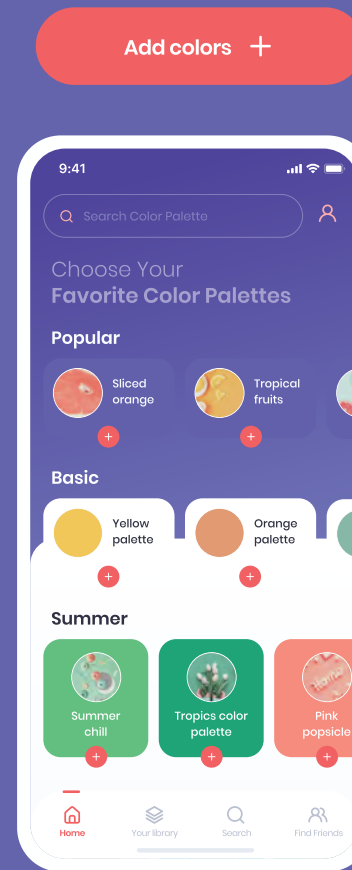 Add colors
9:41
Search Color Palette
Choose Your
Favorite Color Palettes
Popular
Sliced
orange
Tropical
fruits
Basic
Yellow
palette
Orange
palette
Summer
Summer
chill
Tropics color
palette
Pink
popsicle
Home
Your library
Search
Find Friends